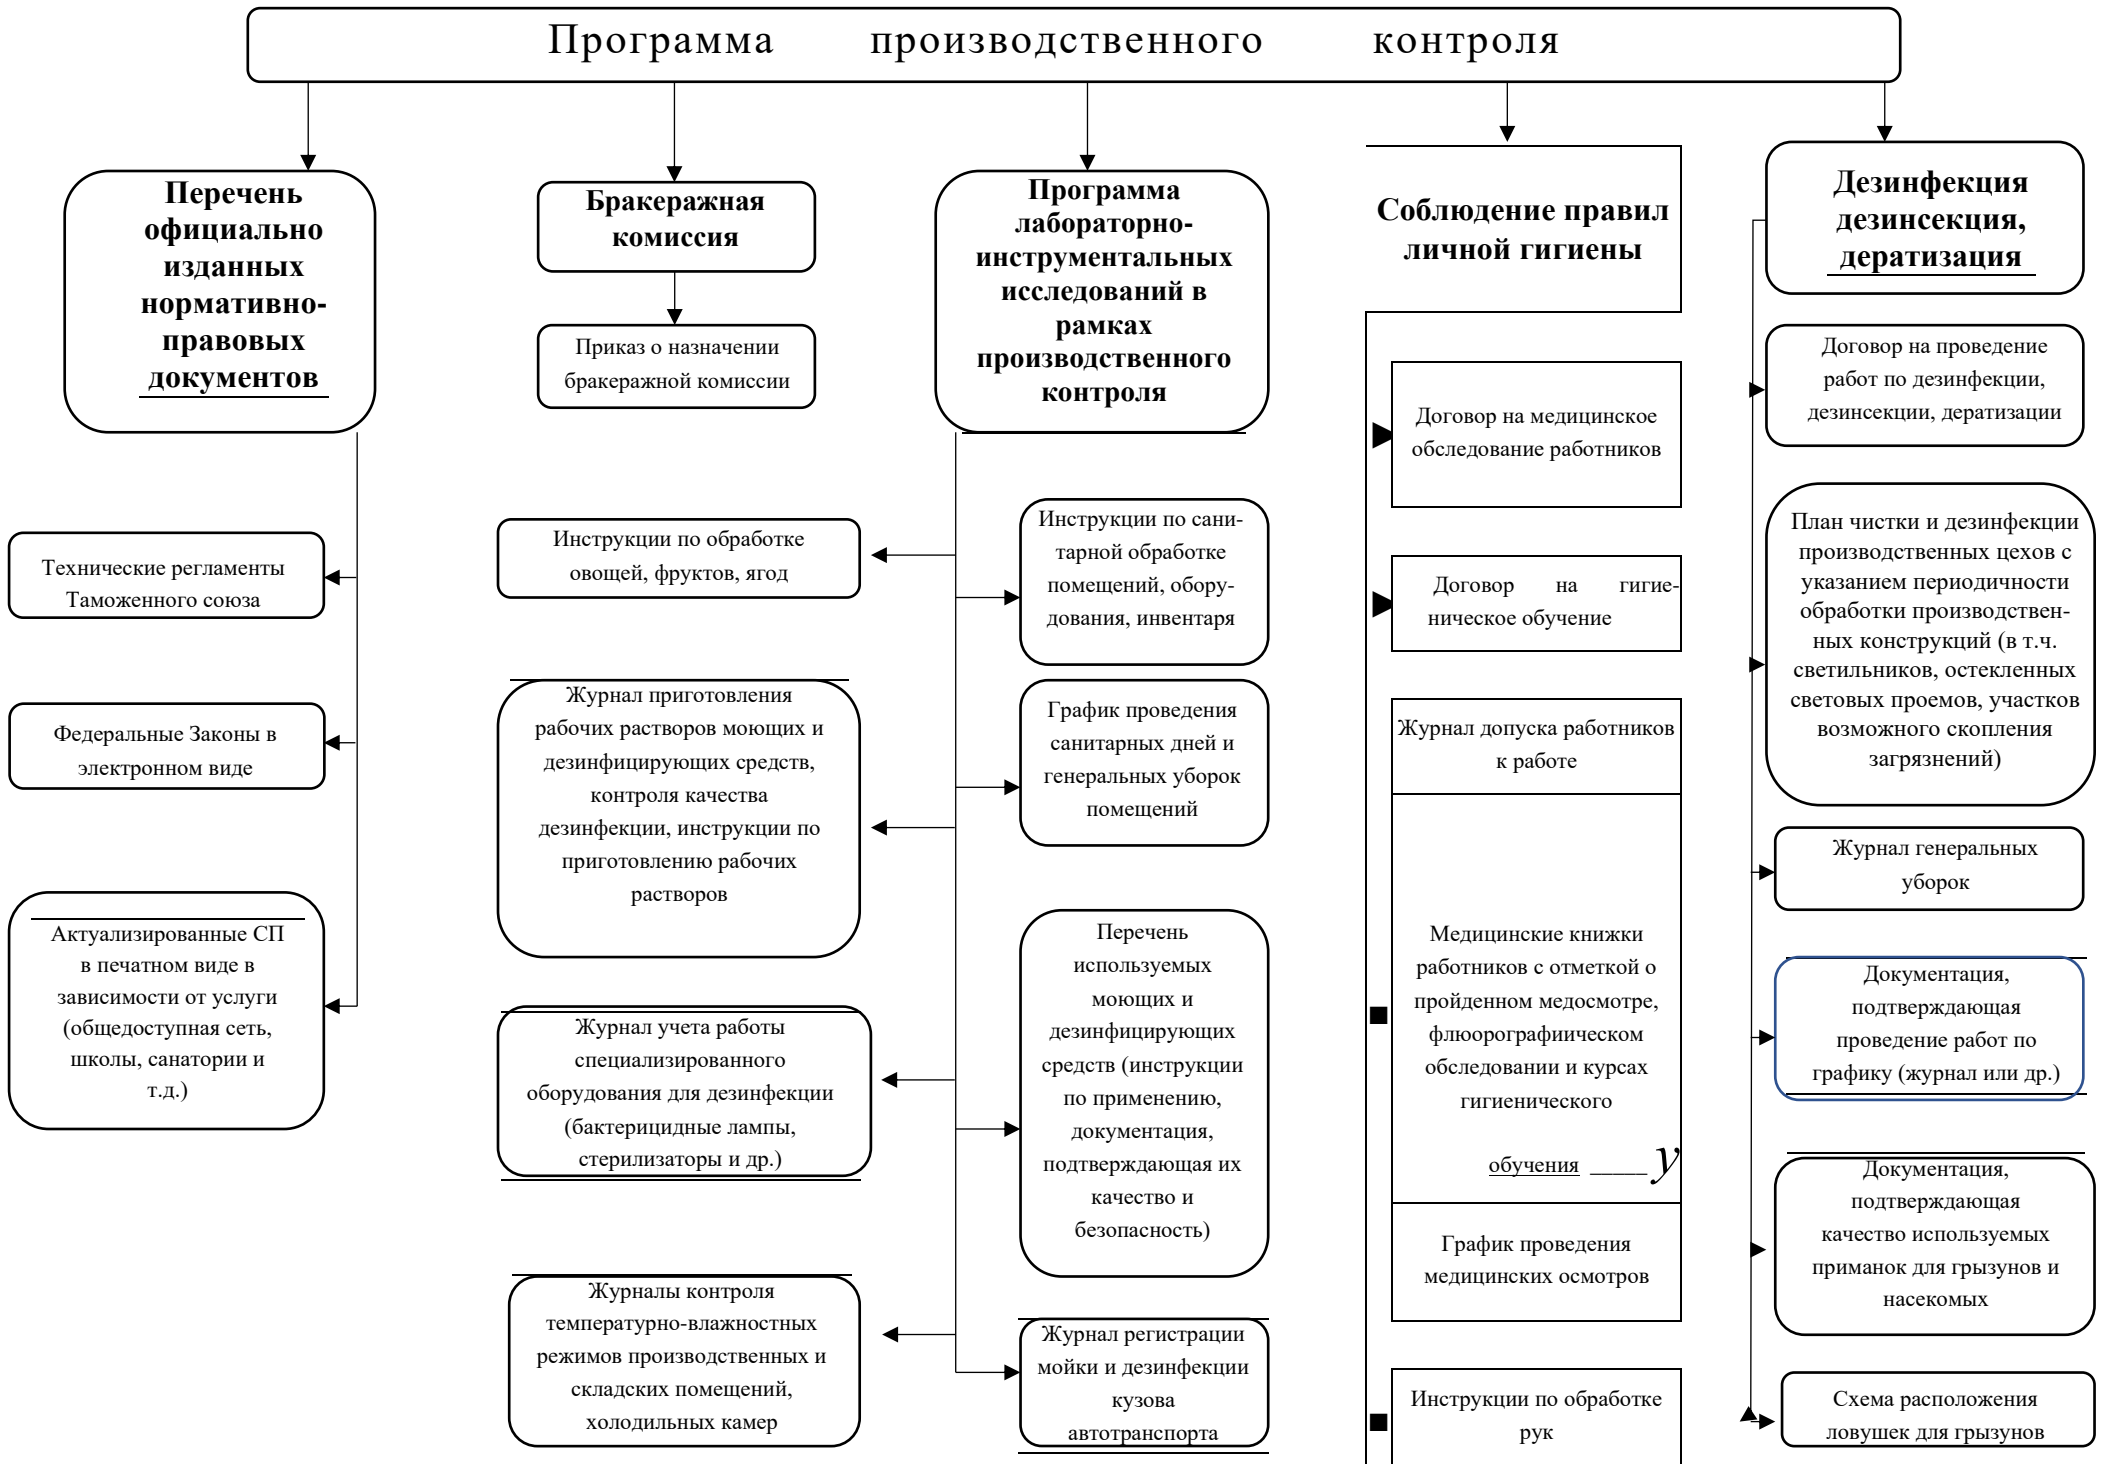 Программа производственного контроля
Перечень
официально
изданных
нормативно-
правовых
документов
Технические регламенты
Таможенного союза
Федеральные Законы в
электронном виде
Актуализированные СП
в печатном виде в
зависимости от услуги
(общедоступная сеть,
школы, санатории и
т.д.)
Бракеражная
комиссия
Приказ о назначении
бракеражной комиссии
Программа
лабораторно-
инструментальных
исследований в
рамках
производственного
контроля
Инструкции по обработке
овощей, фруктов, ягод
Журнал приготовления
рабочих растворов моющих и
дезинфицирующих средств,
контроля качества
дезинфекции, инструкции по
приготовлению рабочих
растворов
Журнал учета работы
специализированного
оборудования для дезинфекции
(бактерицидные лампы,
стерилизаторы и др.)
Журналы контроля
температурно-влажностных
режимов производственных и
складских помещений,
холодильных камер
Инструкции по сани-
тарной обработке
помещений, обору-
дования, инвентаря
График проведения
санитарных дней и
генеральных уборок
помещений
Перечень
используемых
моющих и
дезинфицирующих
средств (инструкции
по применению,
документация,
подтверждающая их
качество и
безопасность)
Журнал регистрации
мойки и дезинфекции
кузова
автотранспорта
Соблюдение правил
личной гигиены
Договор на медицинское
обследование работников
Договор на гигие-
ническое обучение
Журнал допуска работников
к работе
Медицинские книжки
работников с отметкой о
пройденном медосмотре,
флюорографиическом
обследовании и курсах
гигиенического
обучения _____ у
График проведения
медицинских осмотров
Инструкции по обработке
рук
Дезинфекция
дезинсекция,
дератизация
Договор на проведение
работ по дезинфекции,
дезинсекции, дератизации
План чистки и дезинфекции
производственных цехов с
указанием периодичности
обработки производствен-
ных конструкций (в т.ч.
светильников, остекленных
световых проемов, участков
возможного скопления
загрязнений)
Журнал генеральных
уборок
Документация,
подтверждающая
проведение работ по
графику (журнал или др.)
Документация,
подтверждающая
качество используемых
приманок для грызунов и
насекомых
Схема расположения
ловушек для грызунов